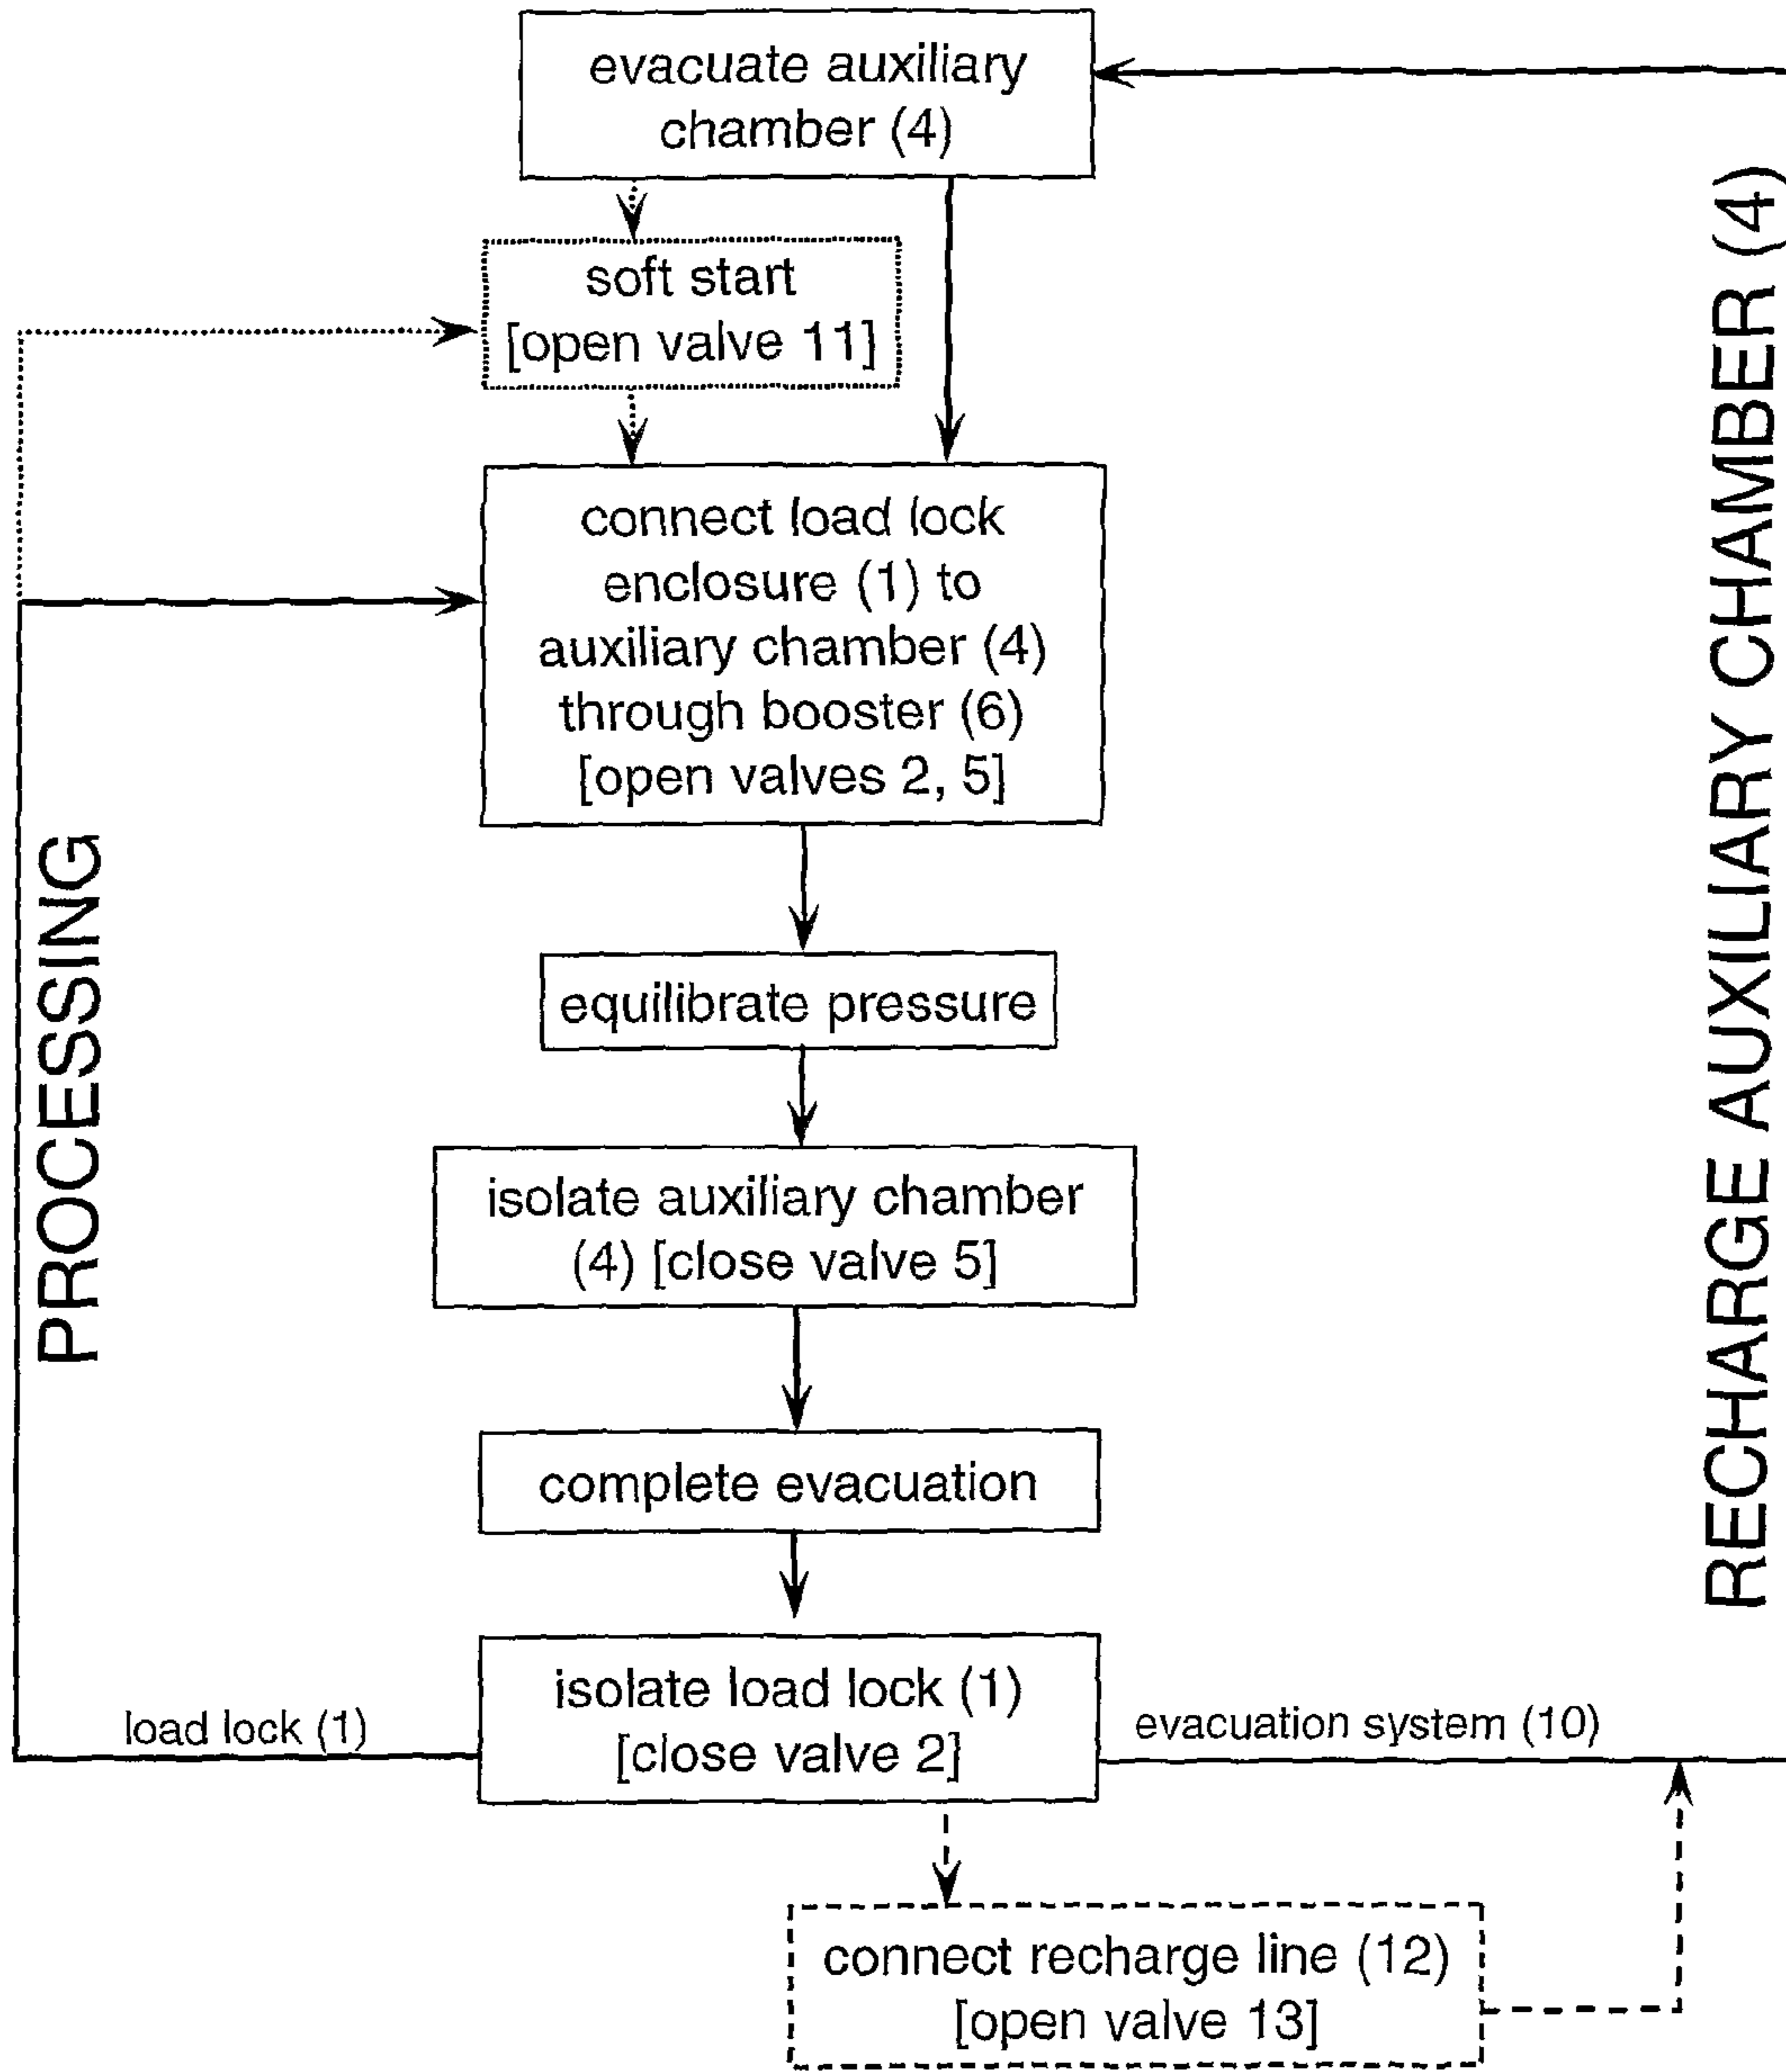 evacuate auxiliary
chamber (4)
soft start
[open valve 11]
connect load lock
enclosure (1) to
auxiliary chamber (4)
through booster (6)
[open valves 2, 5]
equilibrate pressure
isolate auxiliary chamber
(4) [close valve 5]
complete evacuation
isolate load lock (1)
[close valve 2]
load lock (1)
evacuation system (10)
connect recharge line (12)
[open valve 13]
PROCESSING
RECHARGE AUXILIARY CHAMBER (4)